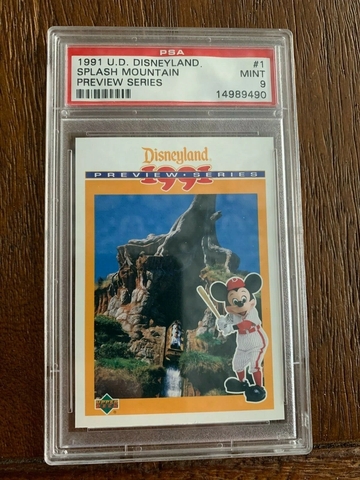 PSA
1991 U.D. DISNEYLAND #1
SPLASH MOUNTAIN MINT
PREVIEW SERIES 9
14989490
Disneyland
1991
PREVIEW • SERIES